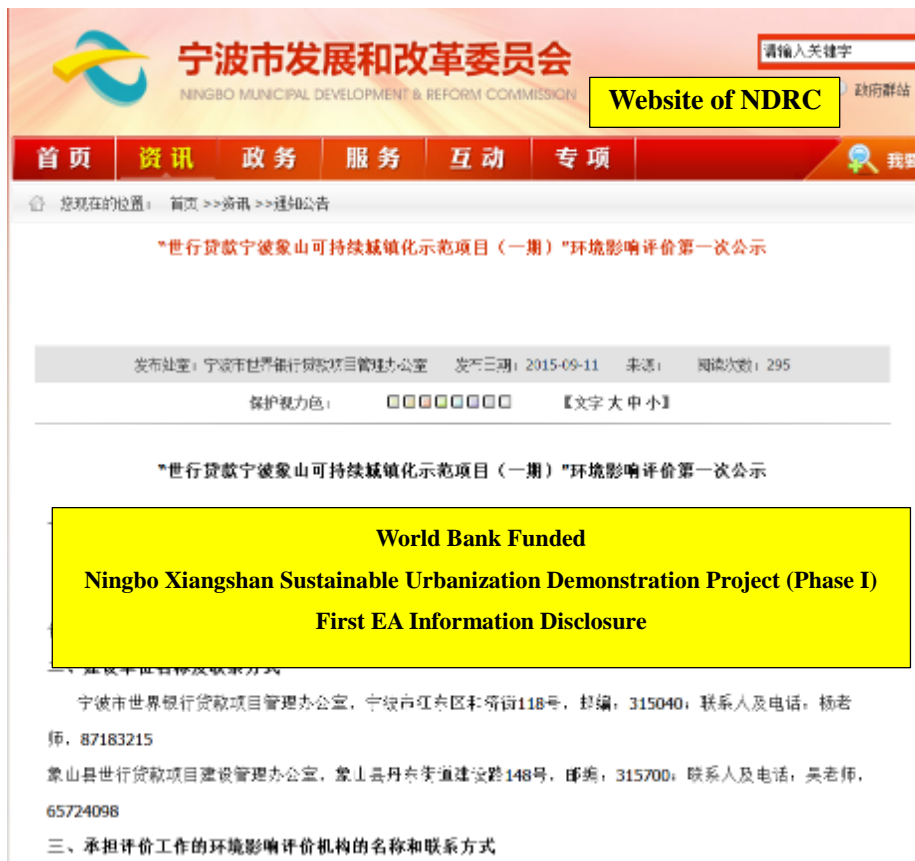 宁波市发展和改革委员会
NINGBO MUNICIPAL DEVELOPMENT & REFORM COMMISSION
请输入关键字
Website of NDRC
政府群站
首页 资讯 政务 服务 互动 专项
您现在的位置： 首页 >>资讯 >>通知公告
“世行贷款宁波象山可持续城镇化示范项目（一期）”环境影响评价第一次公示
发布处室：宁波市世界银行贷款项目管理办公室 发布日期：2015-09-11 来源： 阅读次数：295
保护视力色： 【文字 大 中 小】
“世行贷款宁波象山可持续城镇化示范项目（一期）”环境影响评价第一次公示
World Bank Funded
Ningbo Xiangshan Sustainable Urbanization Demonstration Project (Phase I)
First EA Information Disclosure
二、建设单位名称及联系方式
宁波市世界银行贷款项目管理办公室，宁波市江东区和济街118号，邮编：315040；联系人及电话：杨老
师，87183215
象山县世行贷款项目建设管理办公室，象山县丹东街道建设路148号，邮编：315700；联系人及电话：吴老师，
65724098
三、承担评价工作的环境影响评价机构的名称和联系方式